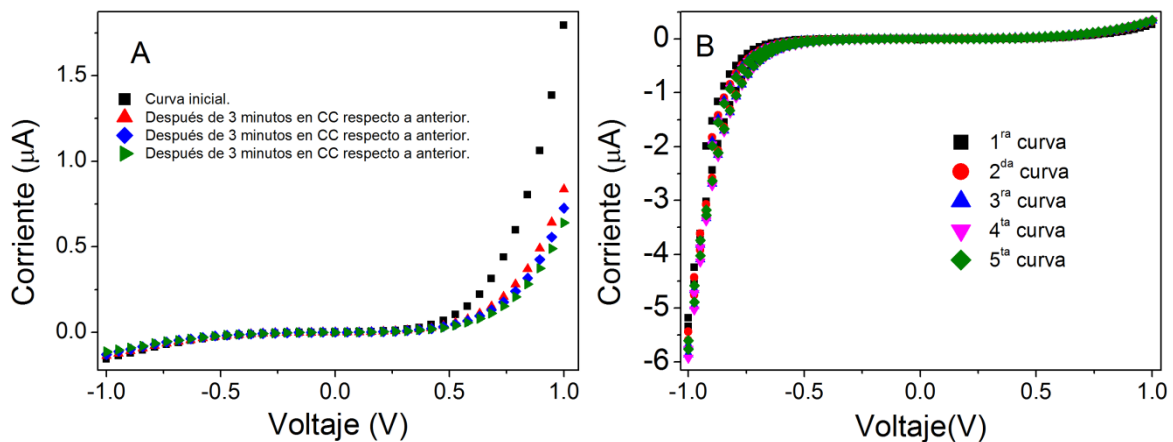 A
Curva inicial.
Después de 3 minutos en CC respecto a anterior.
Después de 3 minutos en CC respecto a anterior.
Después de 3 minutos en CC respecto a anterior.
1.5
1.0
0.5
0.0
Corriente (μA)
-1.0 -0.5 0.0 0.5 1.0
Voltaje (V)
B
1ra curva
2da curva
3ra curva
4ta curva
5ta curva
0
-1
-2
-3
-4
-5
-6
Corriente (μA)
-1.0 -0.5 0.0 0.5 1.0
Voltaje(V)